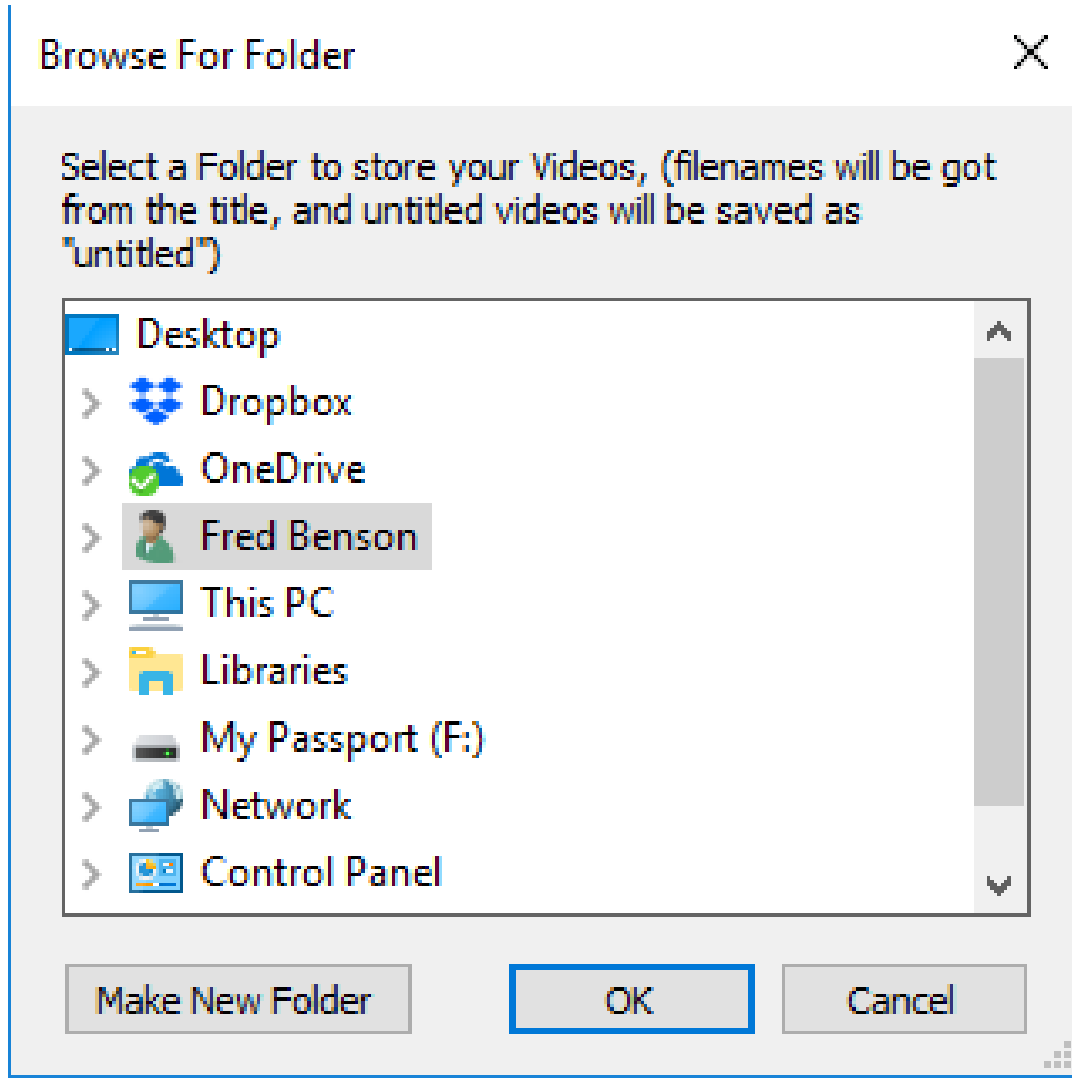 Browse For Folder
Select a Folder to store your Videos, (filenames will be got
from the title, and untitled videos will be saved as
"untitled")
Desktop
Dropbox
OneDrive
Fred Benson
This PC
Libraries
My Passport (F:)
Network
Control Panel
Make New Folder
OK
Cancel